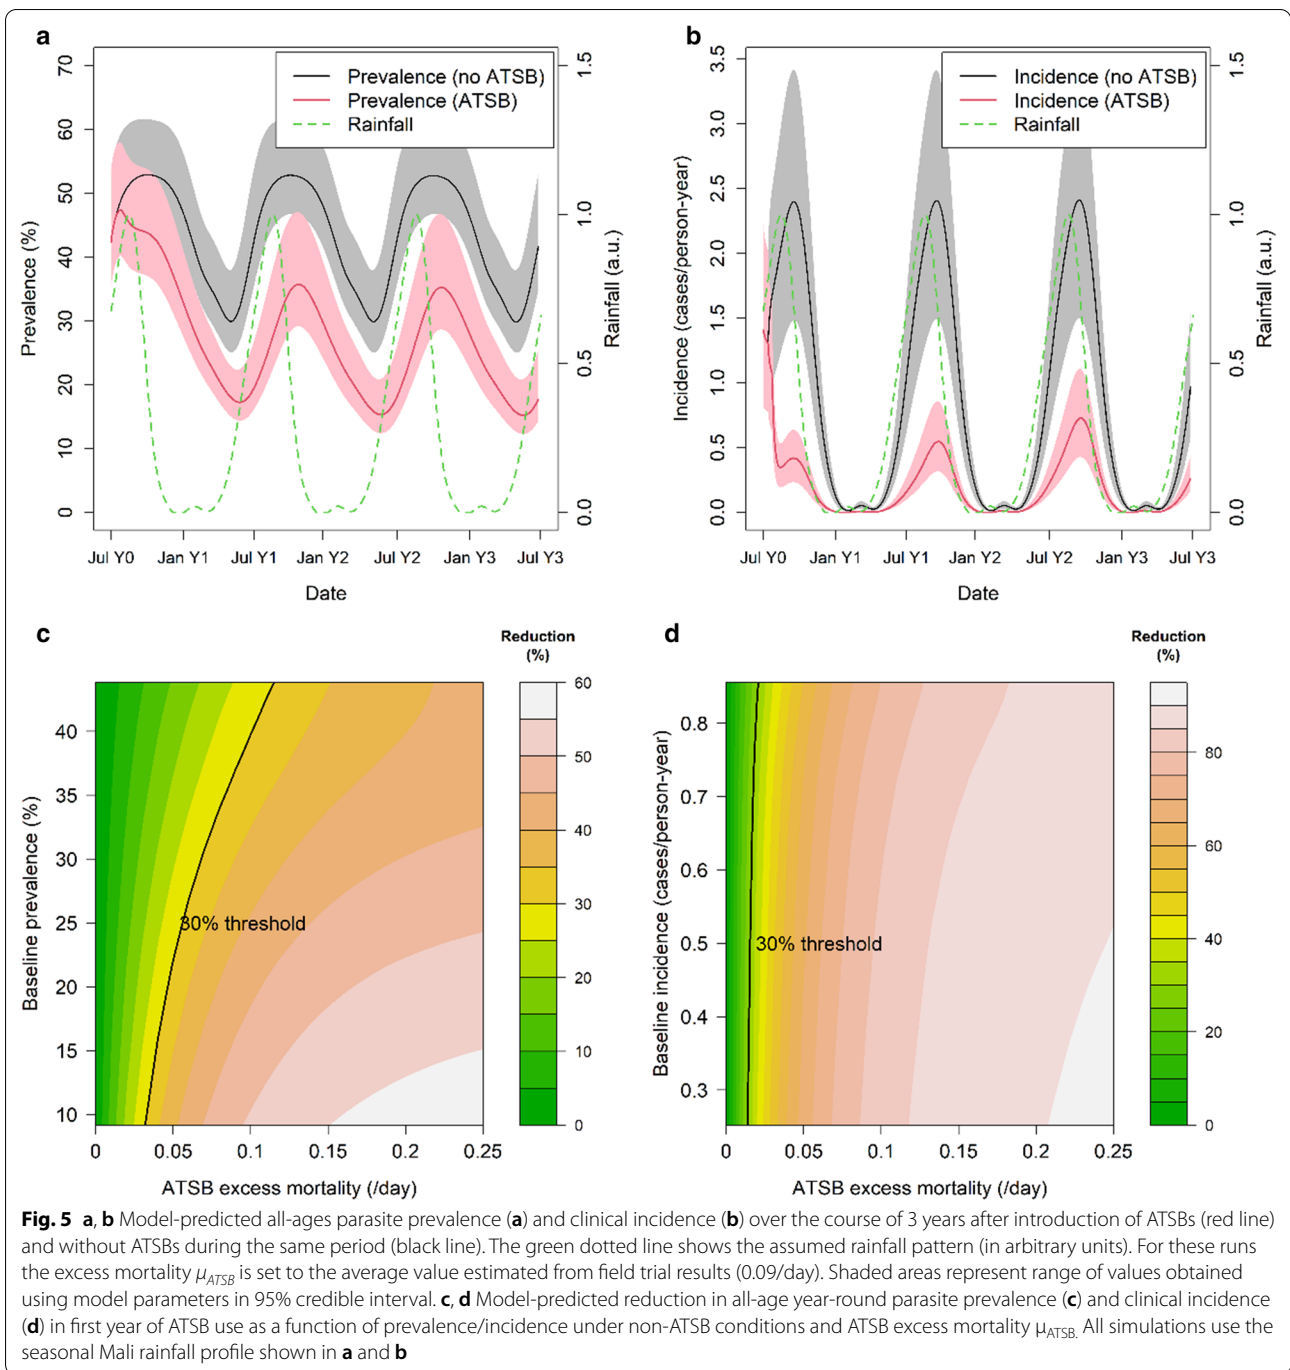 a
70
60
50
40
30
20
10
0
Prevalence (%)
Prevalence (no ATSB)
Prevalence (ATSB)
Rainfall
1.5
1.0
0.5
0.0
Rainfall (a.u.)
Jul Y0 Jan Y1 Jul Y1 Jan Y2 Jul Y2 Jan Y3 Jul Y3
Date
b
3.5
3.0
2.5
2.0
1.5
1.0
0.5
0.0
Incidence (cases/person-year)
Incidence (no ATSB)
Incidence (ATSB)
Rainfall
1.5
1.0
0.5
0.0
Rainfall (a.u.)
Jul Y0 Jan Y1 Jul Y1 Jan Y2 Jul Y2 Jan Y3 Jul Y3
Date
c
Reduction
(%)
40
35
30
25
20
15
10
Baseline prevalence (%)
30% threshold
60
50
40
30
20
10
0
0 0.05 0.1 0.15 0.2 0.25
ATSB excess mortality (/day)
d
Reduction
(%)
0.8
0.7
0.6
0.5
0.4
0.3
Baseline incidence (cases/person-year)
30% threshold
80
60
40
20
0
0 0.05 0.1 0.15 0.2 0.25
ATSB excess mortality (/day)
Fig. 5 a, b Model-predicted all-ages parasite prevalence (a) and clinical incidence (b) over the course of 3 years after introduction of ATSBs (red line)
and without ATSBs during the same period (black line). The green dotted line shows the assumed rainfall pattern (in arbitrary units). For these runs
the excess mortality μATSB is set to the average value estimated from field trial results (0.09/day). Shaded areas represent range of values obtained
using model parameters in 95% credible interval. c, d Model-predicted reduction in all-age year-round parasite prevalence (c) and clinical incidence
(d) in first year of ATSB use as a function of prevalence/incidence under non-ATSB conditions and ATSB excess mortality μATSB. All simulations use the
seasonal Mali rainfall profile shown in a and b